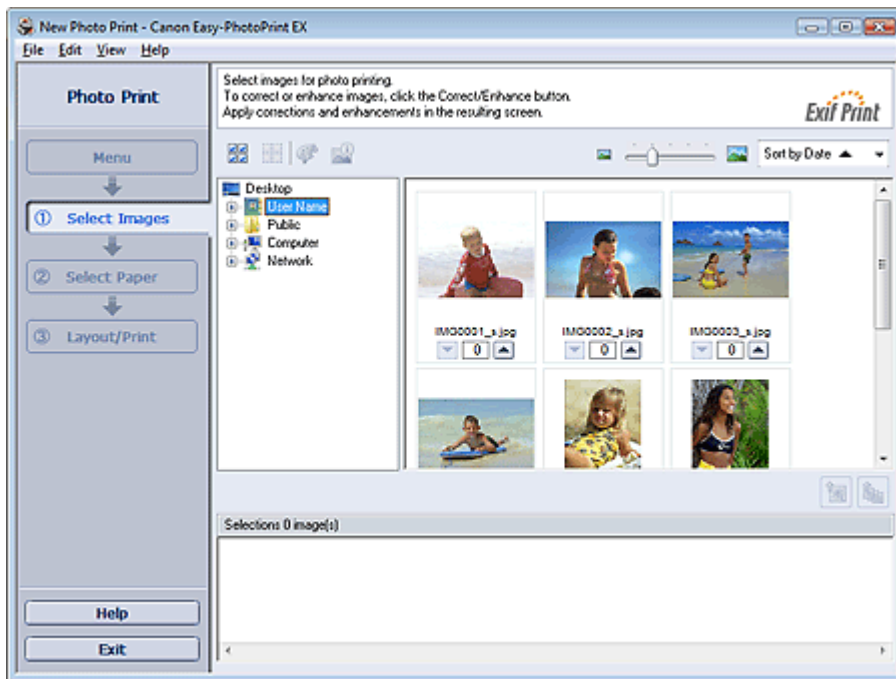 New Photo Print - Canon Easy-PhotoPrint EX
File Edit View Help
Photo Print
Menu
① Select Images
② Select Paper
③ Layout/Print
Help
Exit
Select images for photo printing.
To correct or enhance images, click the Correct/Enhance button.
Apply corrections and enhancements in the resulting screen.
Exif Print
Sort by Date
Desktop
User Name
Public
Computer
Network
IMG0001_s.jpg IMG0002_s.jpg IMG0003_s.jpg
0 0 0
Selections 0 image(s)